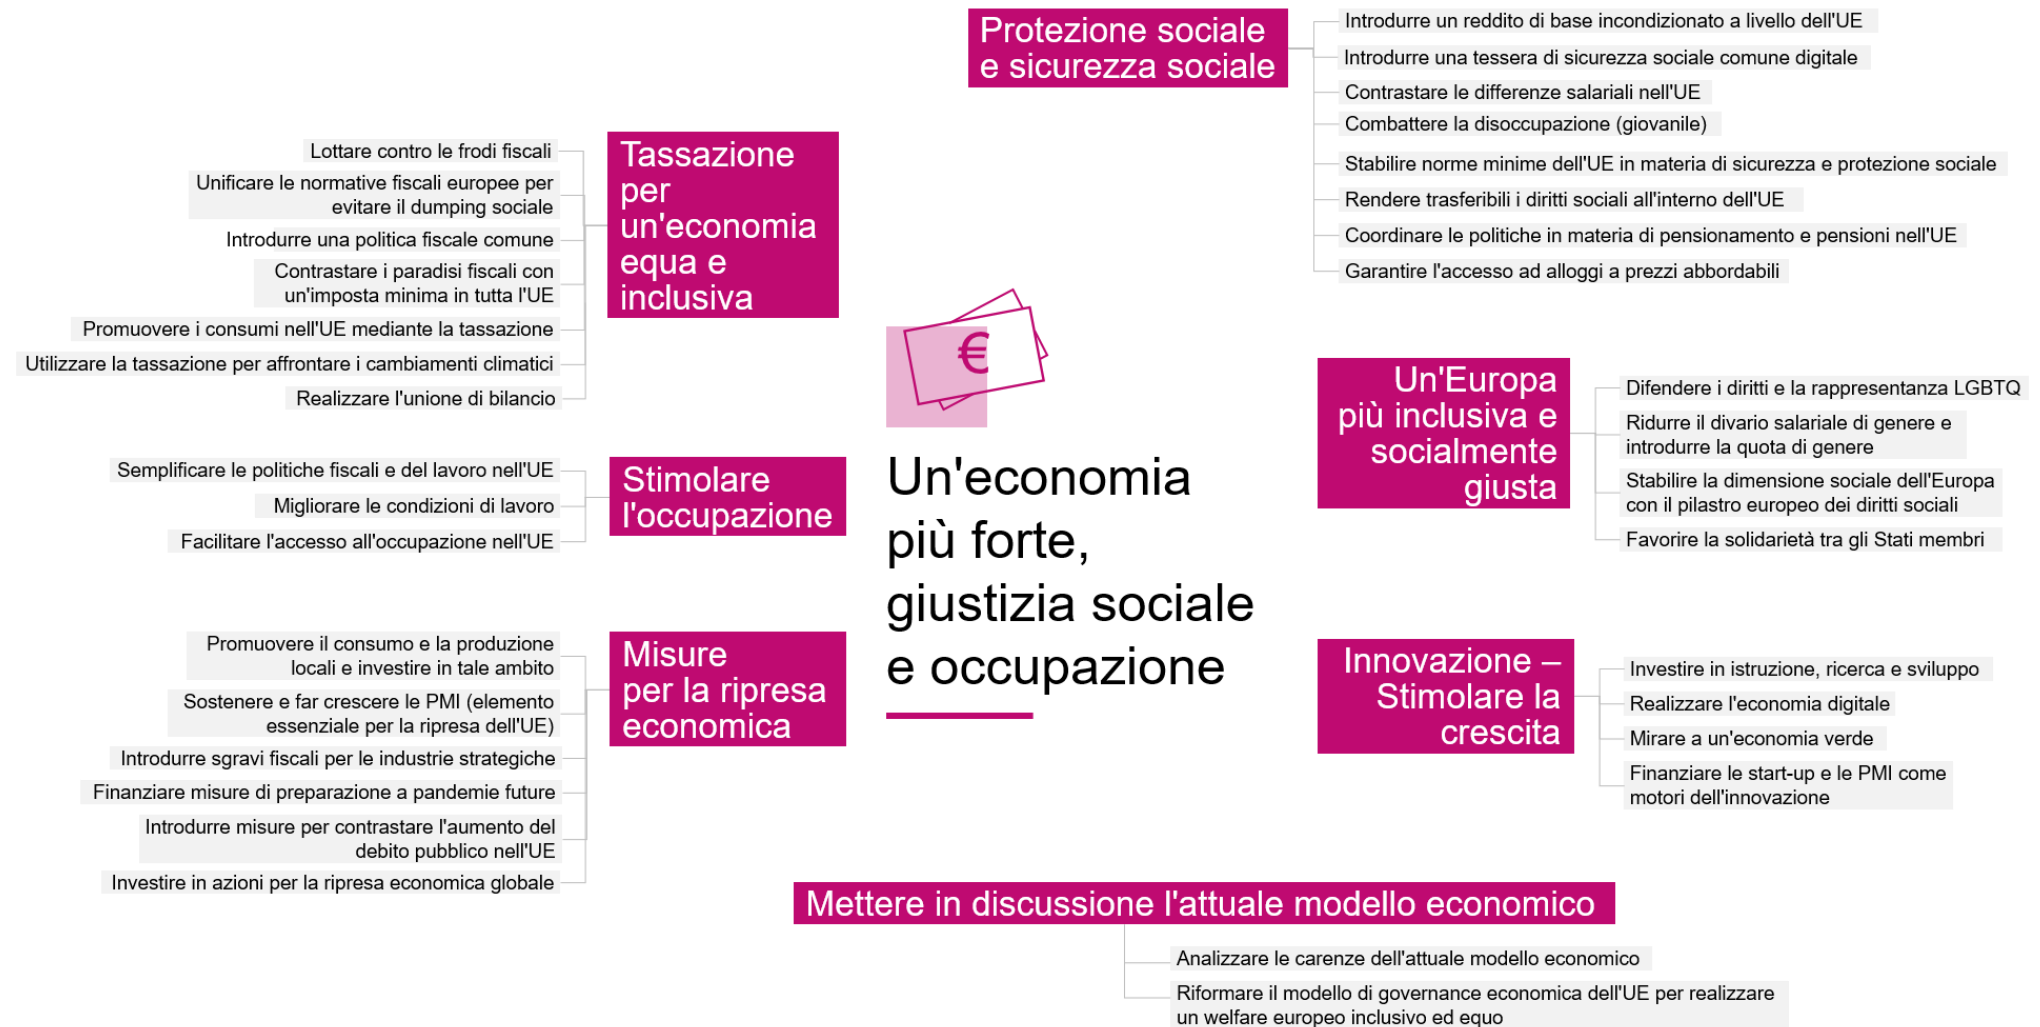 Protezione sociale
e sicurezza sociale
Introdurre un reddito di base incondizionato a livello dell'UE
Introdurre una tessera di sicurezza sociale comune digitale
Contrastare le differenze salariali nell'UE
Combattere la disoccupazione (giovanile)
Stabilire norme minime dell'UE in materia di sicurezza e protezione sociale
Rendere trasferibili i diritti sociali all'interno dell'UE
Coordinare le politiche in materia di pensionamento e pensioni nell'UE
Garantire l'accesso ad alloggi a prezzi abbordabili
Tassazione
per
un'economia
equa e
inclusiva
Lottare contro le frodi fiscali
Unificare le normative fiscali europee per
evitare il dumping sociale
Introdurre una politica fiscale comune
Contrastare i paradisi fiscali con
un'imposta minima in tutta l'UE
Promuovere i consumi nell'UE mediante la tassazione
Utilizzare la tassazione per affrontare i cambiamenti climatici
Realizzare l'unione di bilancio
€
Un'economia
più forte,
giustizia sociale
e occupazione
Un'Europa
più inclusiva e
socialmente
giusta
Difendere i diritti e la rappresentanza LGBTQ
Ridurre il divario salariale di genere e
introdurre la quota di genere
Stabilire la dimensione sociale dell'Europa
con il pilastro europeo dei diritti sociali
Favorire la solidarietà tra gli Stati membri
Stimolare
l'occupazione
Semplificare le politiche fiscali e del lavoro nell'UE
Migliorare le condizioni di lavoro
Facilitare l'accesso all'occupazione nell'UE
Misure
per la ripresa
economica
Promuovere il consumo e la produzione
locali e investire in tale ambito
Sostenere e far crescere le PMI (elemento
essenziale per la ripresa dell'UE)
Introdurre sgravi fiscali per le industrie strategiche
Finanziare misure di preparazione a pandemie future
Introdurre misure per contrastare l'aumento del
debito pubblico nell'UE
Investire in azioni per la ripresa economica globale
Innovazione –
Stimolare la
crescita
Investire in istruzione, ricerca e sviluppo
Realizzare l'economia digitale
Mirare a un'economia verde
Finanziare le start-up e le PMI come
motori dell'innovazione
Mettere in discussione l'attuale modello economico
Analizzare le carenze dell'attuale modello economico
Riformare il modello di governance economica dell'UE per realizzare
un welfare europeo inclusivo ed equo